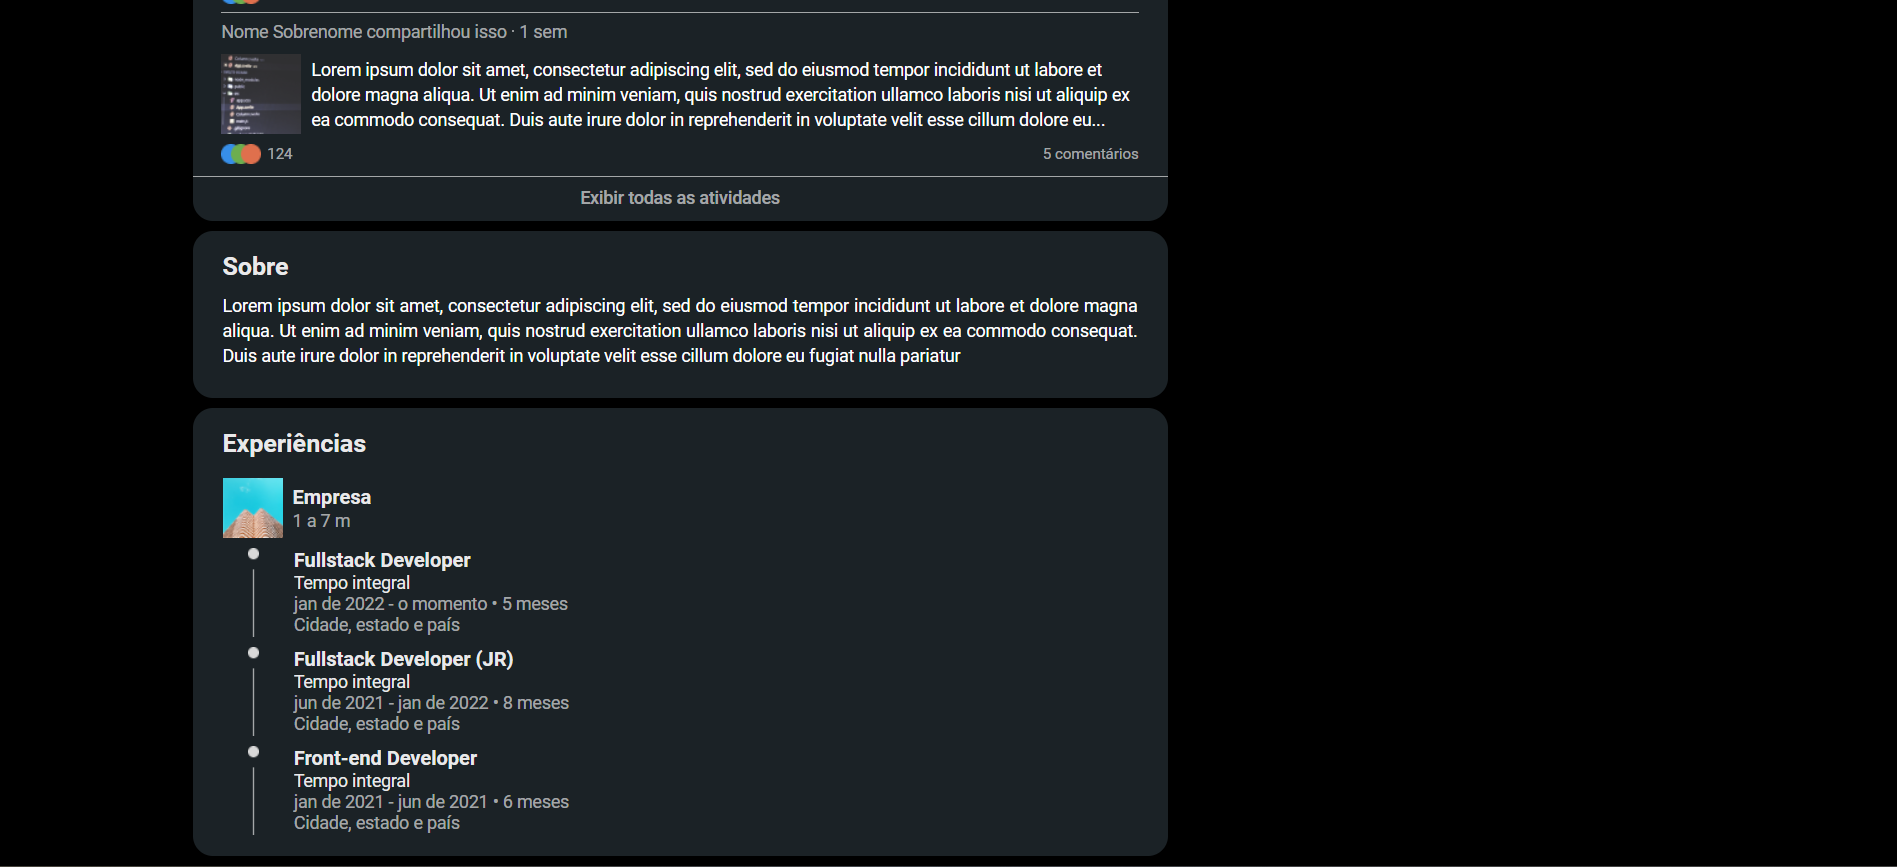 Nome Sobrenome compartilhou isso · 1 sem
Lorem ipsum dolor sit amet, consectetur adipiscing elit, sed do eiusmod tempor incididunt ut labore et
dolore magna aliqua. Ut enim ad minim veniam, quis nostrud exercitation ullamco laboris nisi ut aliquip ex
ea commodo consequat. Duis aute irure dolor in reprehenderit in voluptate velit esse cillum dolore eu...
124
5 comentários
Exibir todas as atividades
Sobre
Lorem ipsum dolor sit amet, consectetur adipiscing elit, sed do eiusmod tempor incididunt ut labore et dolore magna
aliqua. Ut enim ad minim veniam, quis nostrud exercitation ullamco laboris nisi ut aliquip ex ea commodo consequat.
Duis aute irure dolor in reprehenderit in voluptate velit esse cillum dolore eu fugiat nulla pariatur
Experiências
Empresa
1 a 7 m
Fullstack Developer
Tempo integral
jan de 2022 - o momento • 5 meses
Cidade, estado e país
Fullstack Developer (JR)
Tempo integral
jun de 2021 - jan de 2022 • 8 meses
Cidade, estado e país
Front-end Developer
Tempo integral
jan de 2021 - jun de 2021 • 6 meses
Cidade, estado e país